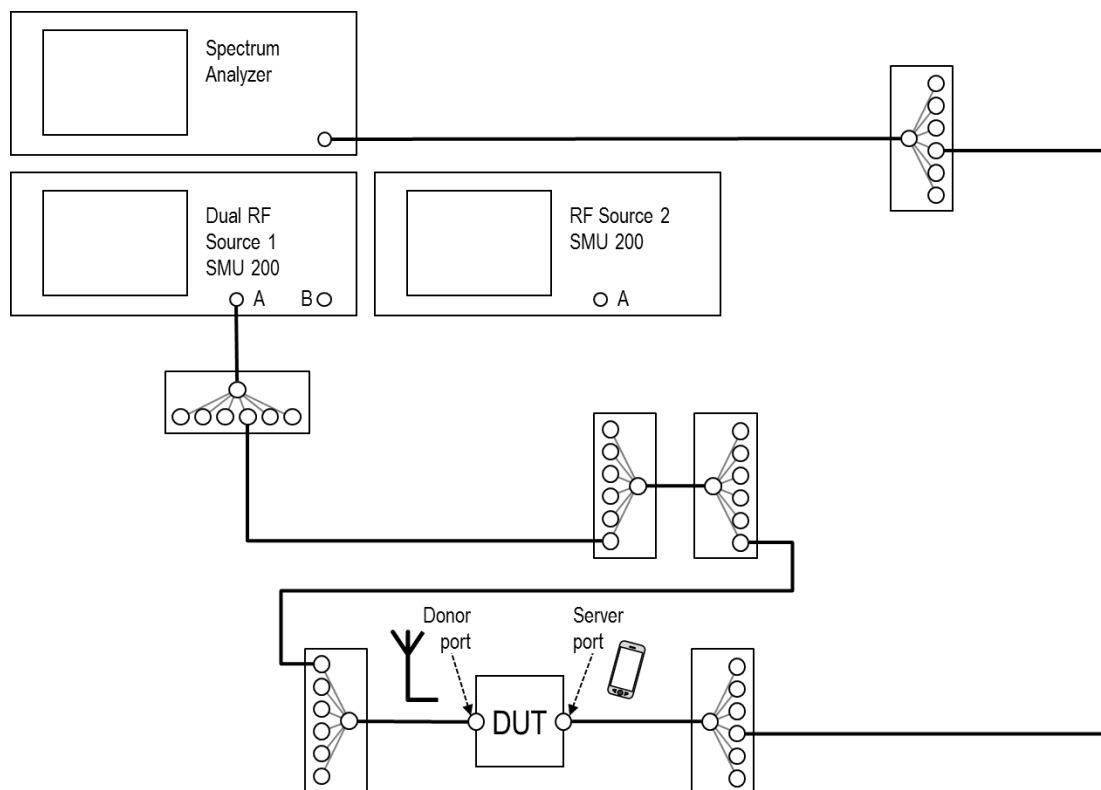 Spectrum
Analyzer
Dual RF
Source 1
SMU 200
A
B
RF Source 2
SMU 200
A
Donor
port
Server
port
DUT